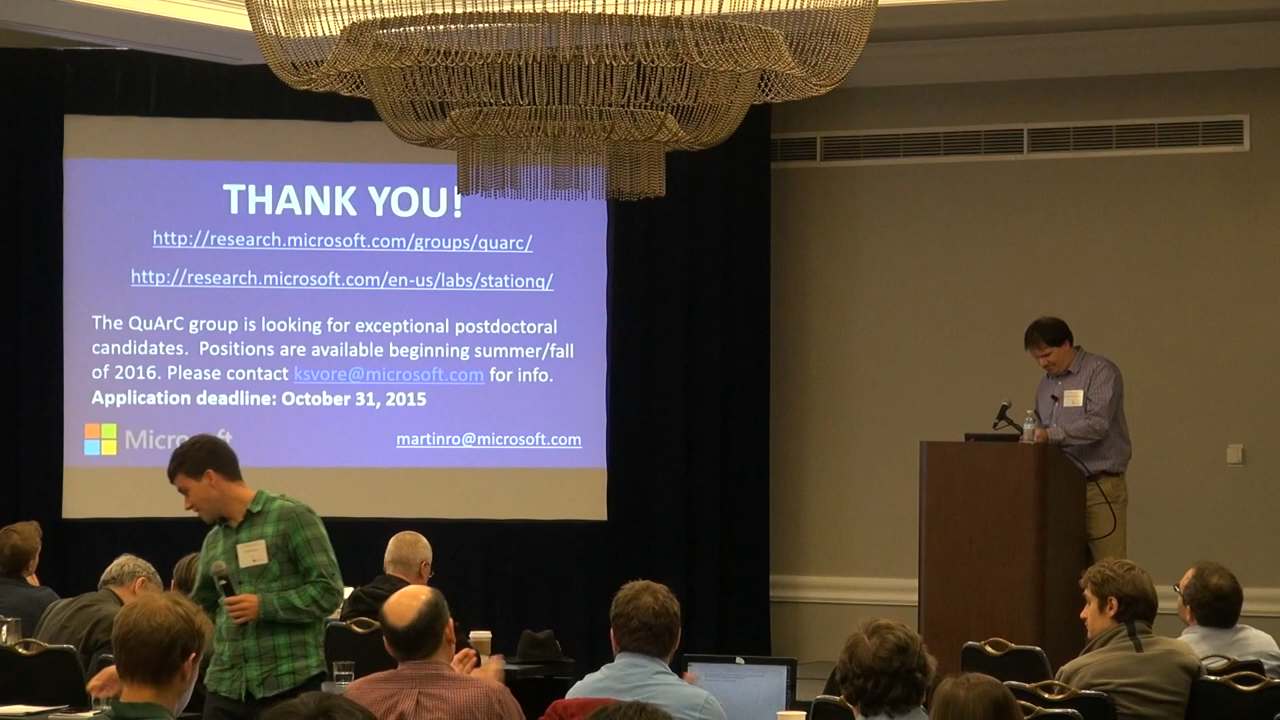 THANK YOU!
http://research.microsoft.com/groups/quarc/
http://research.microsoft.com/en-us/labs/stationq/
The QuArC group is looking for exceptional postdoctoral
candidates. Positions are available beginning summer/fall
of 2016. Please contact ksvore@microsoft.com for info.
Application deadline: October 31, 2015
Microsoft
martinro@microsoft.com